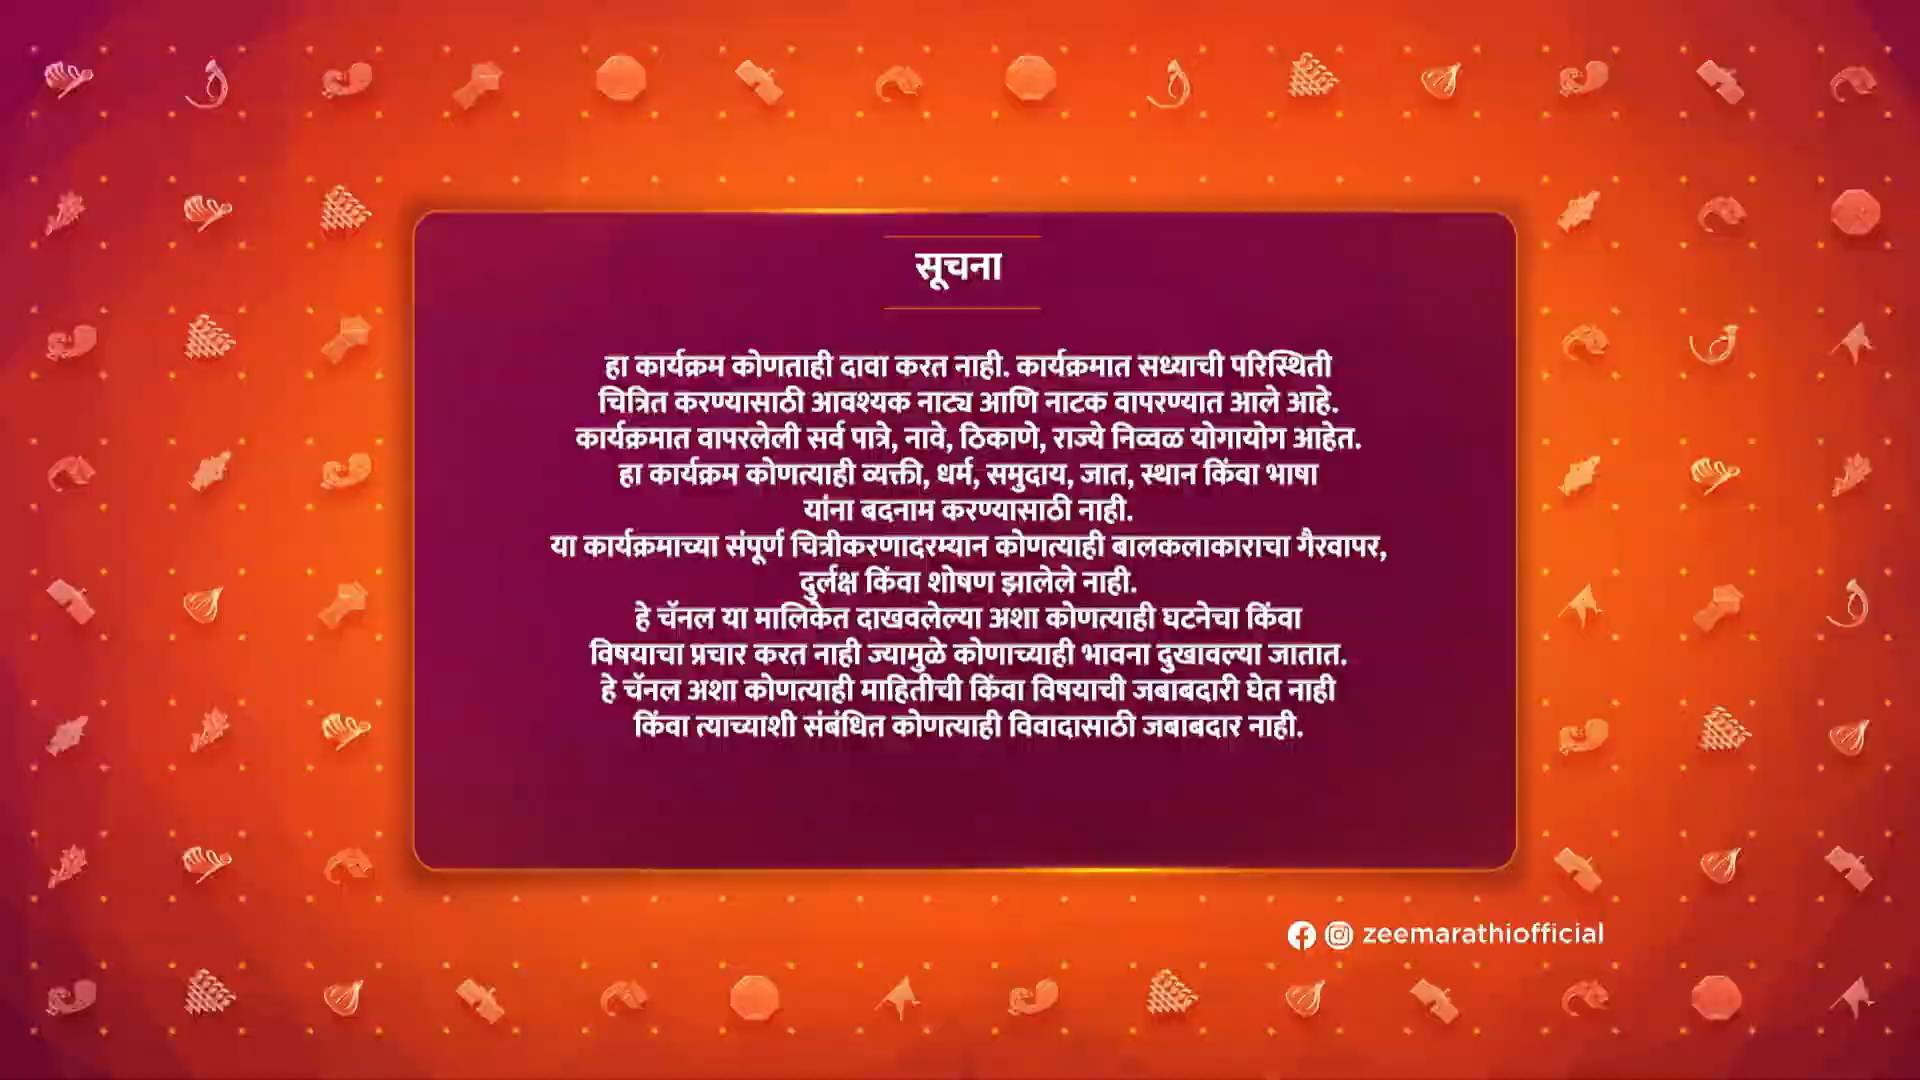 सूचना
हा कार्यक्रम कोणताही दावा करत नाही. कार्यक्रमात सध्याची परिस्थिती
चित्रित करण्यासाठी आवश्यक नाट्य आणि नाटक वापरण्यात आले आहे.
कार्यक्रमात वापरलेली सर्व पात्रे, नावे, ठिकाणे, राज्ये निव्वळ योगायोग आहेत.
हा कार्यक्रम कोणत्याही व्यक्ती, धर्म, समुदाय, जात, स्थान किंवा भाषा
यांना बदनाम करण्यासाठी नाही.
या कार्यक्रमाच्या संपूर्ण चित्रीकरणादरम्यान कोणत्याही बालकलाकाराचा गैरवापर,
दुर्लक्ष किंवा शोषण झालेले नाही.
हे चॅनल या मालिकेत दाखवलेल्या अशा कोणत्याही घटनेचा किंवा
विषयाचा प्रचार करत नाही ज्यामुळे कोणाच्याही भावना दुखावल्या जातात.
हे चॅनल अशा कोणत्याही माहितीची किंवा विषयाची जबाबदारी घेत नाही
किंवा त्याच्याशी संबंधित कोणत्याही विवादासाठी जबाबदार नाही.
zeemarathiofficial